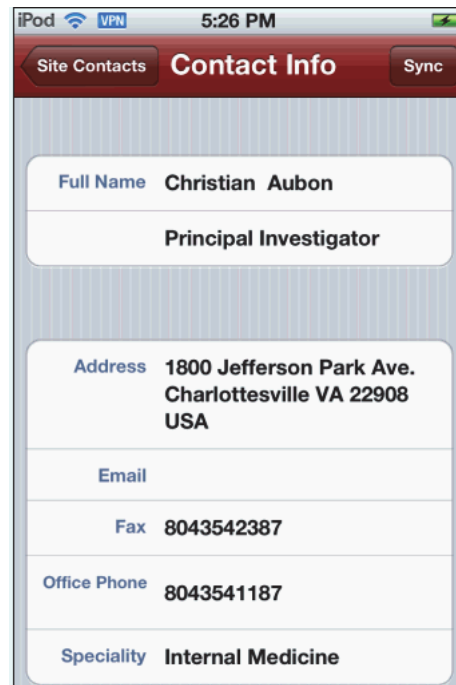 iPod VPN 5:26 PM
Site Contacts Contact Info Sync
Full Name Christian Aubon
Principal Investigator
Address 1800 Jefferson Park Ave.
Charlottesville VA 22908
USA
Email
Fax 8043542387
Office Phone 8043541187
Speciality Internal Medicine